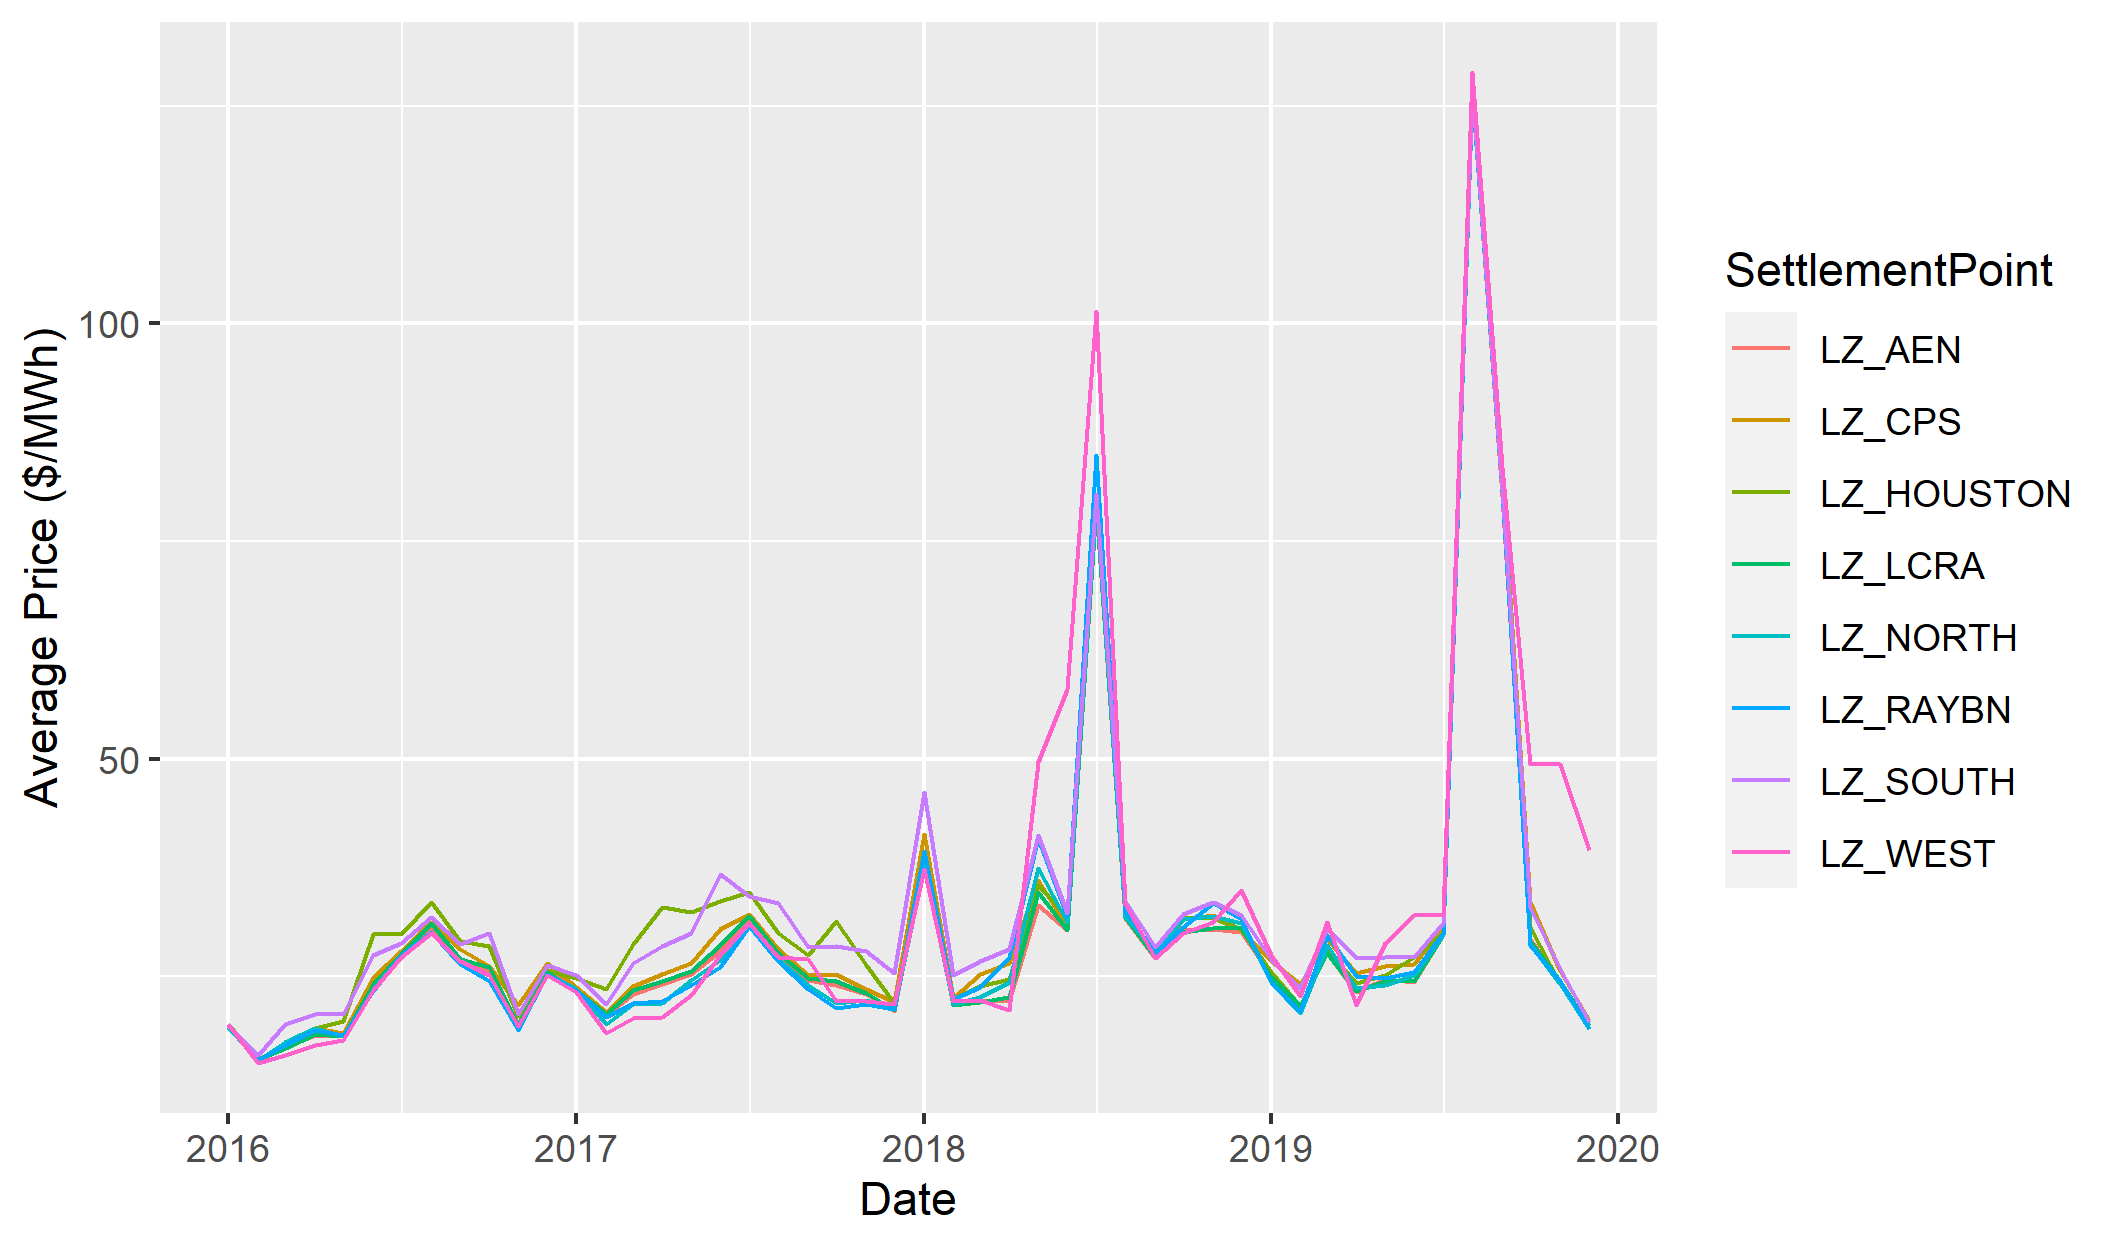 Average Price ($/MWh)
100
50
2016
2017
2018
2019
2020
Date
SettlementPoint
LZ_AEN
LZ_CPS
LZ_HOUSTON
LZ_LCRA
LZ_NORTH
LZ_RAYBN
LZ_SOUTH
LZ_WEST